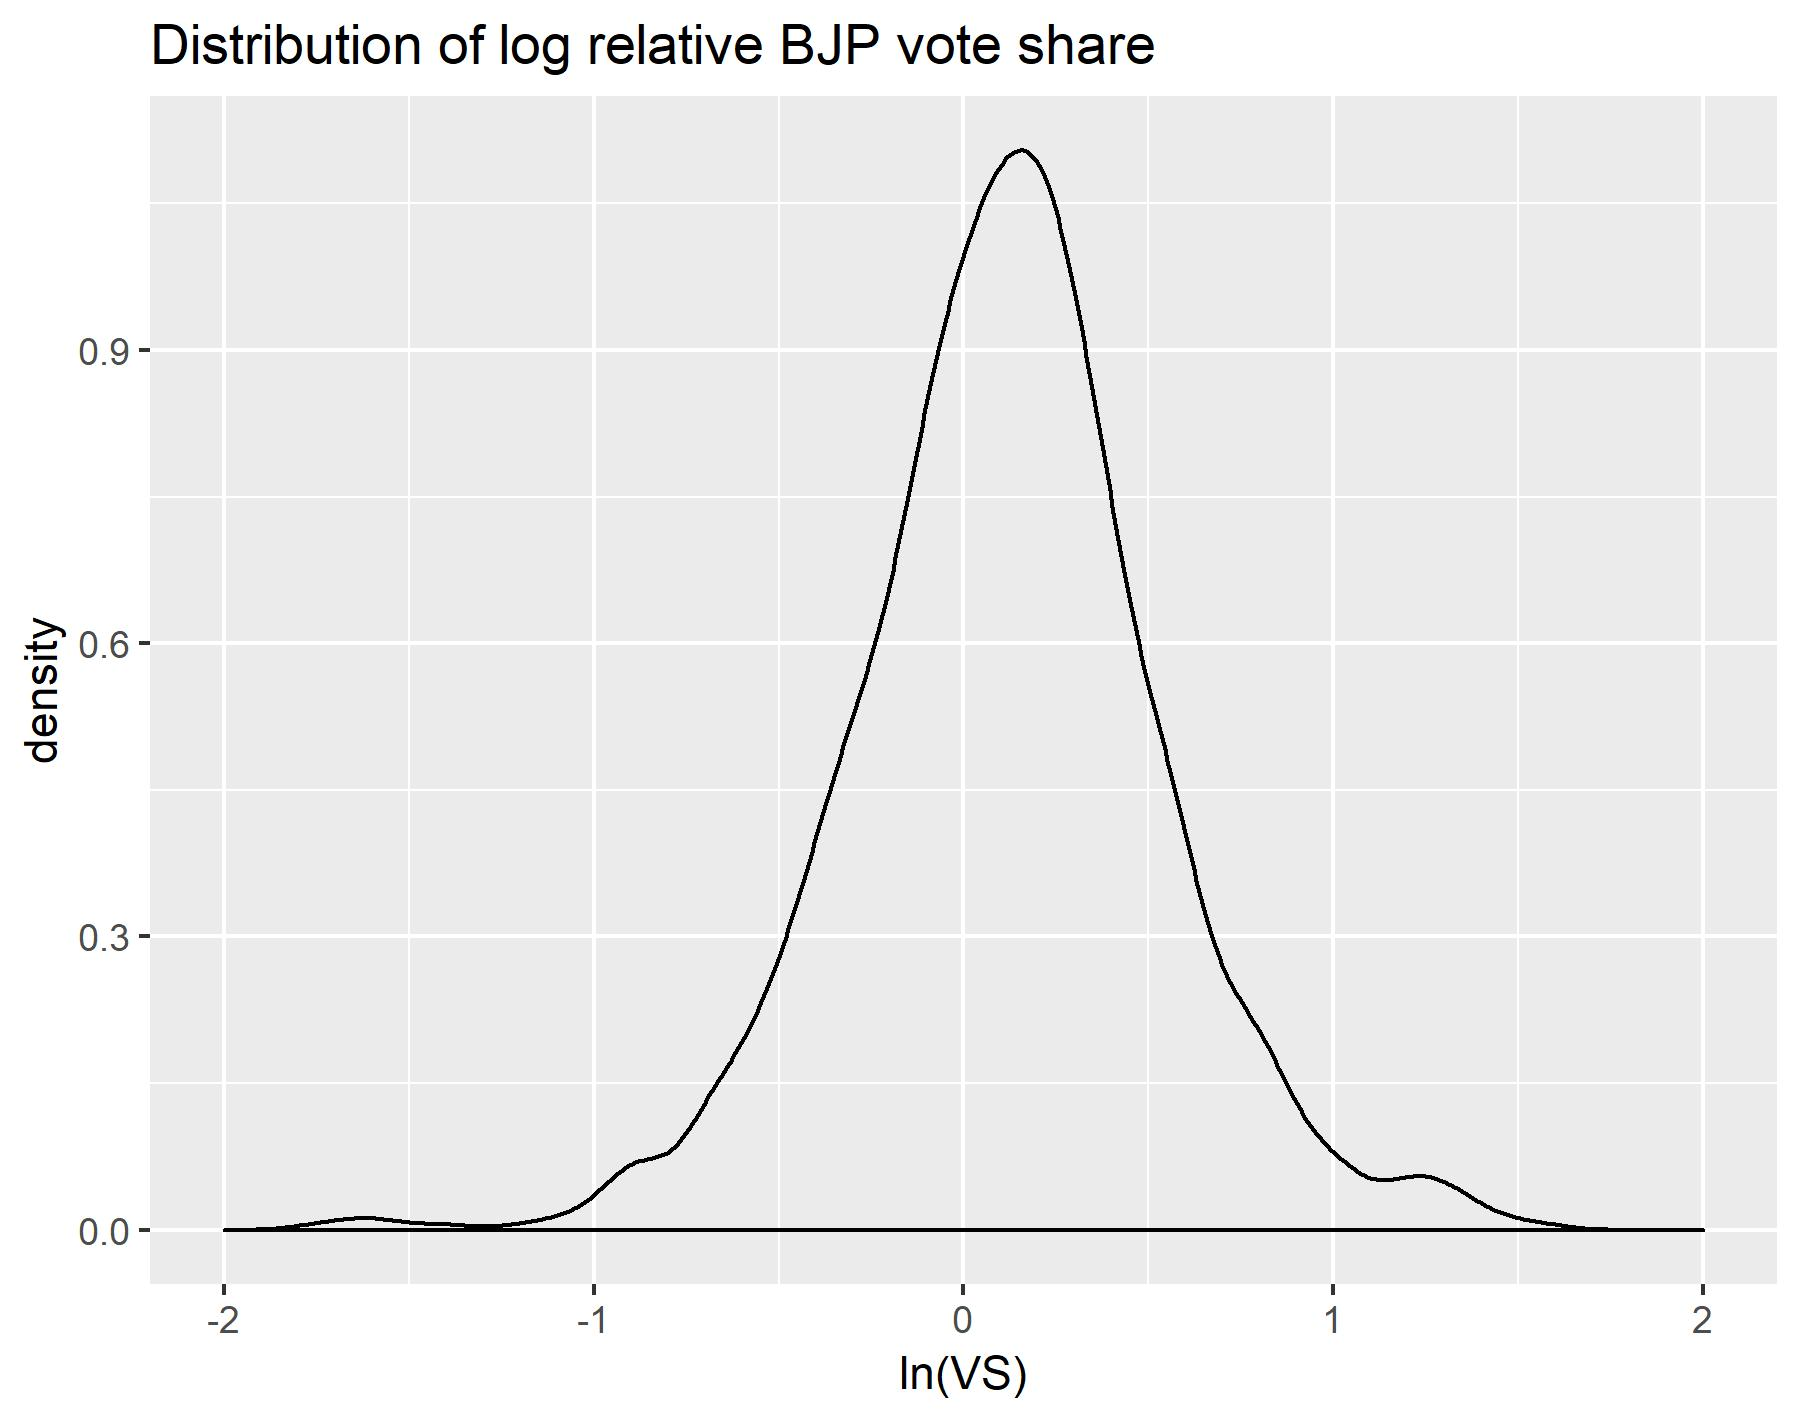 Distribution of log relative BJP vote share
density
0.9
0.6
0.3
0.0
-2 -1 0 1 2
ln(VS)